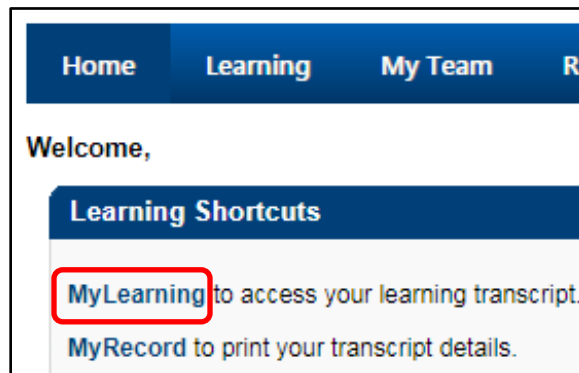 Home Learning My Team R
Welcome,
Learning Shortcuts
MyLearning to access your learning transcript.
MyRecord to print your transcript details.